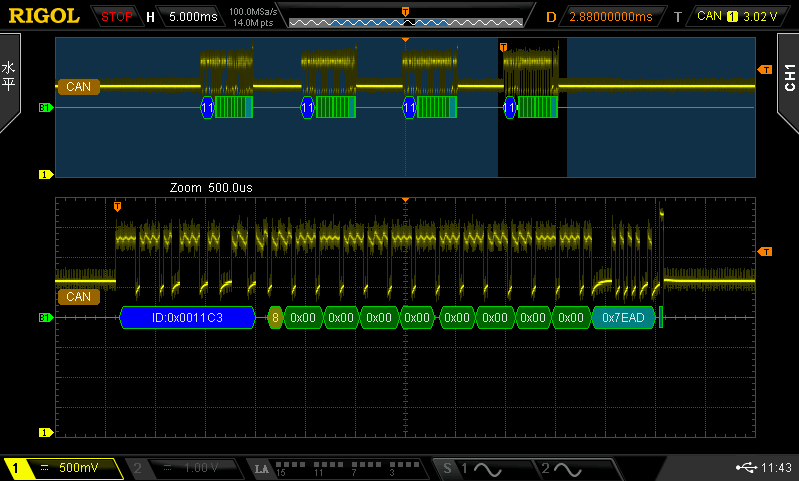 RIGOL STOP H 5.000ms 100.0MSa/s 14.0M pts T D 2.88000000ms T CAN 1 3.02 V
水平
CH1
T
T
CAN
11 11 11 11
B1
1
Zoom 500.0us
T
T
CAN
B1 ID:0x0011C3 8 0x00 0x00 0x00 0x00 0x00 0x00 0x00 0x00 0x7EAD
1
1 500mV 2 1.00 V LA 15 11 7 3 S 1 2 11:43